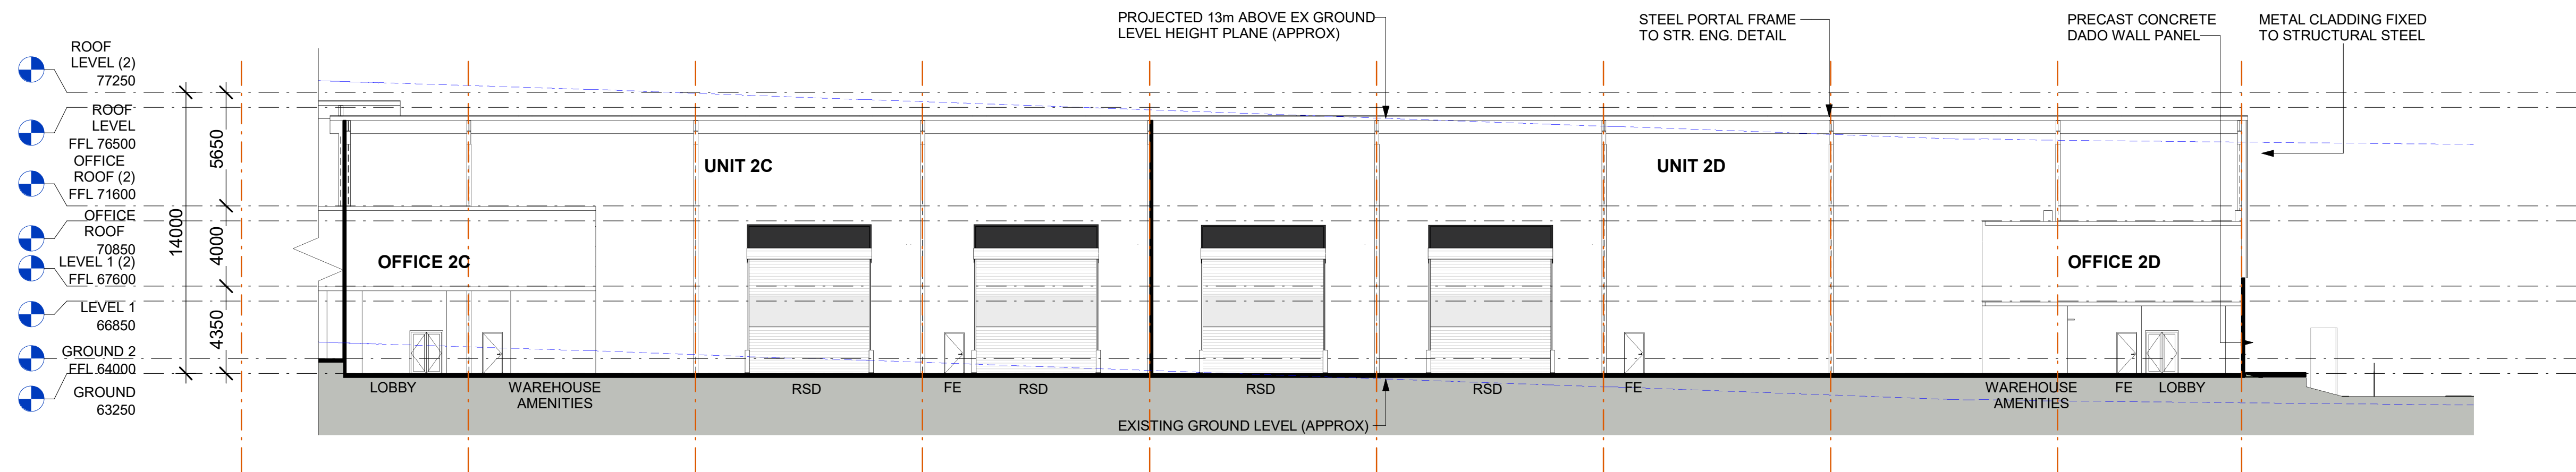 PROJECTED 13m ABOVE EX GROUND
LEVEL HEIGHT PLANE (APPROX)
STEEL PORTAL FRAME
TO STR. ENG. DETAIL
PRECAST CONCRETE
DADO WALL PANEL
METAL CLADDING FIXED
TO STRUCTURAL STEEL
ROOF
LEVEL (2)
77250
ROOF
LEVEL
FFL 76500
OFFICE
ROOF (2)
FFL 71600
OFFICE
ROOF
70850
LEVEL 1 (2)
FFL 67600
LEVEL 1
66850
GROUND 2
FFL 64000
GROUND
63250
14000
5650
4000
4350
UNIT 2C
UNIT 2D
OFFICE 2C
OFFICE 2D
LOBBY
WAREHOUSE
AMENITIES
RSD
FE
RSD
RSD
RSD
FE
WAREHOUSE
AMENITIES
FE
LOBBY
EXISTING GROUND LEVEL (APPROX)